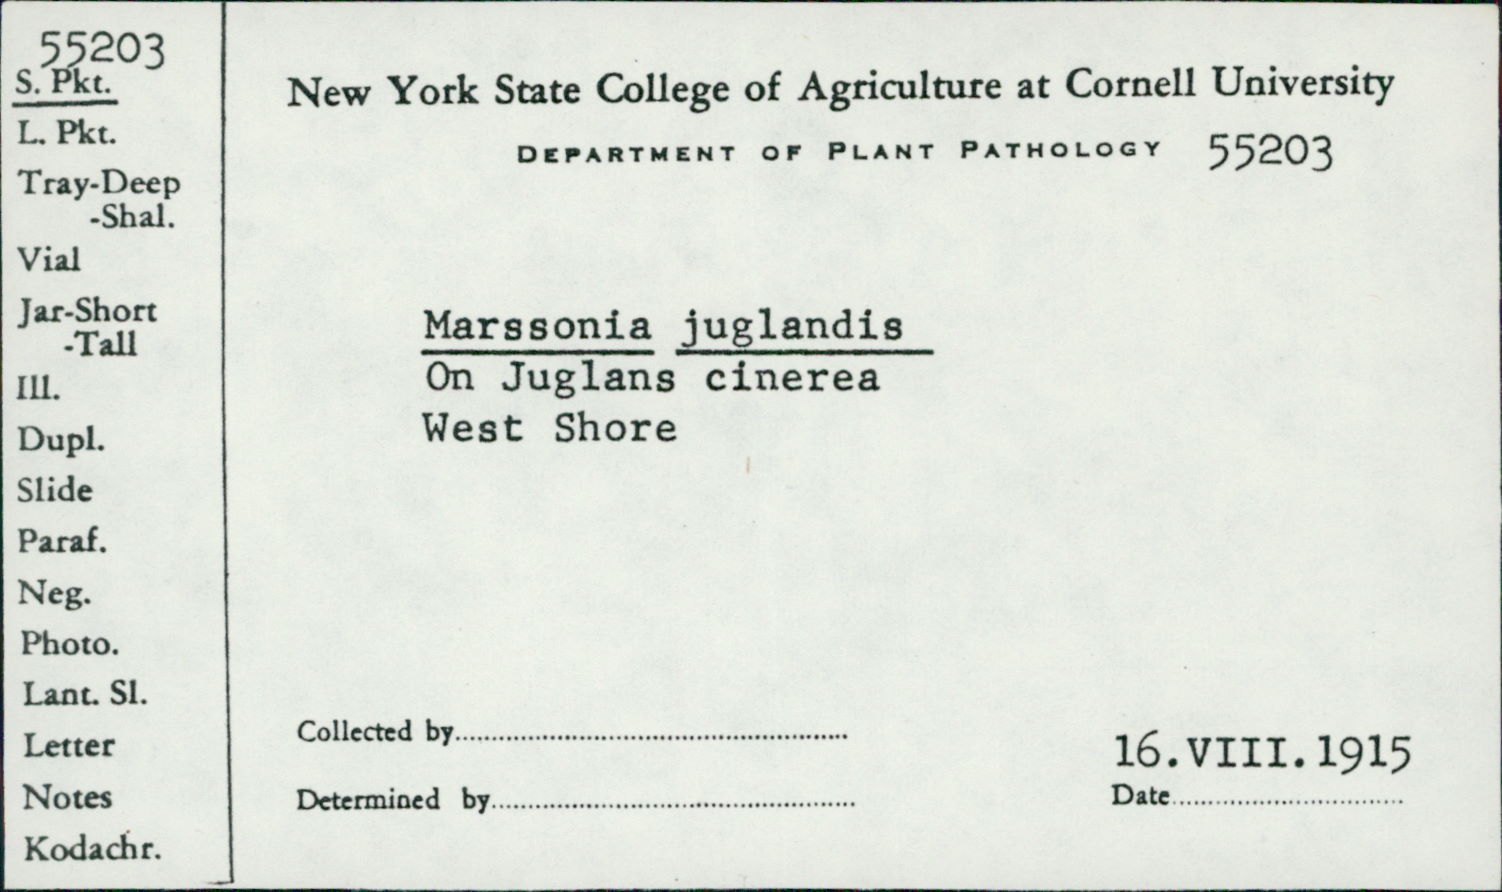 55203
S. Pkt.
L. Pkt.
Tray-Deep
-Shal.
Vial
Jar-Short
-Tall
Ill.
Dupl.
Slide
Paraf.
Neg.
Photo.
Lant. Sl.
Letter
Notes
Kodachr.
New York State College of Agriculture at Cornell University
DEPARTMENT OF PLANT PATHOLOGY 55203
Marssonia juglandis
On Juglans cinerea
West Shore
Collected by
Determined by
16.VIII.1915
Date